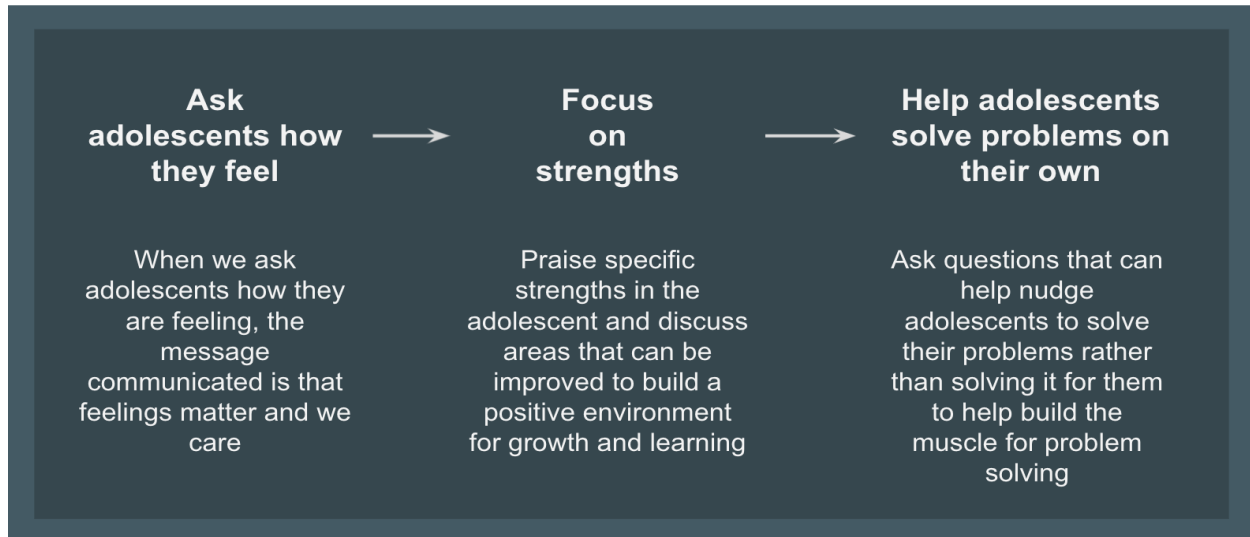 Ask
adolescents how
they feel
When we ask
adolescents how they
are feeling, the
message
communicated is that
feelings matter and we
care
Focus
on
strengths
Praise specific
strengths in the
adolescent and discuss
areas that can be
improved to build a
positive environment
for growth and learning
Help adolescents
solve problems on
their own
Ask questions that can
help nudge
adolescents to solve
their problems rather
than solving it for them
to help build the
muscle for problem
solving